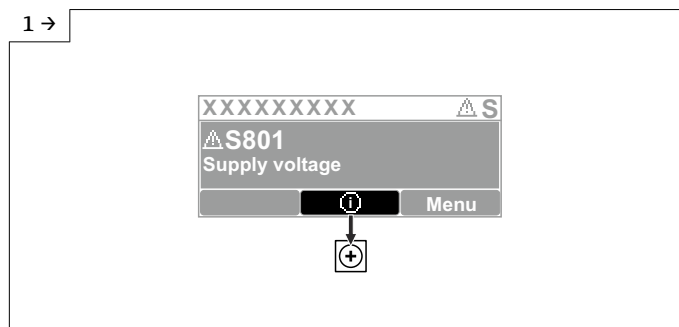 1 →
XXXXXXXXX ⚠ S
⚠S801
Supply voltage
ⓘ Menu
+